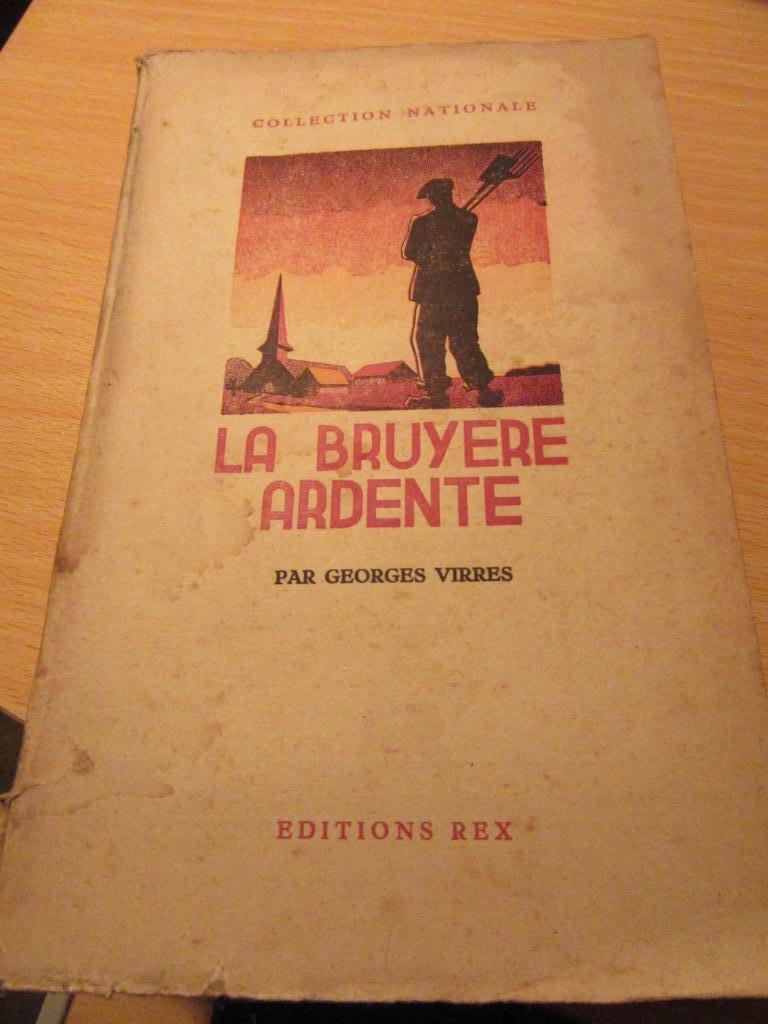 COLLECTION NATIONALE
LA BRUYERE
ARDENTE
PAR GEORGES VIRRES
EDITIONS REX